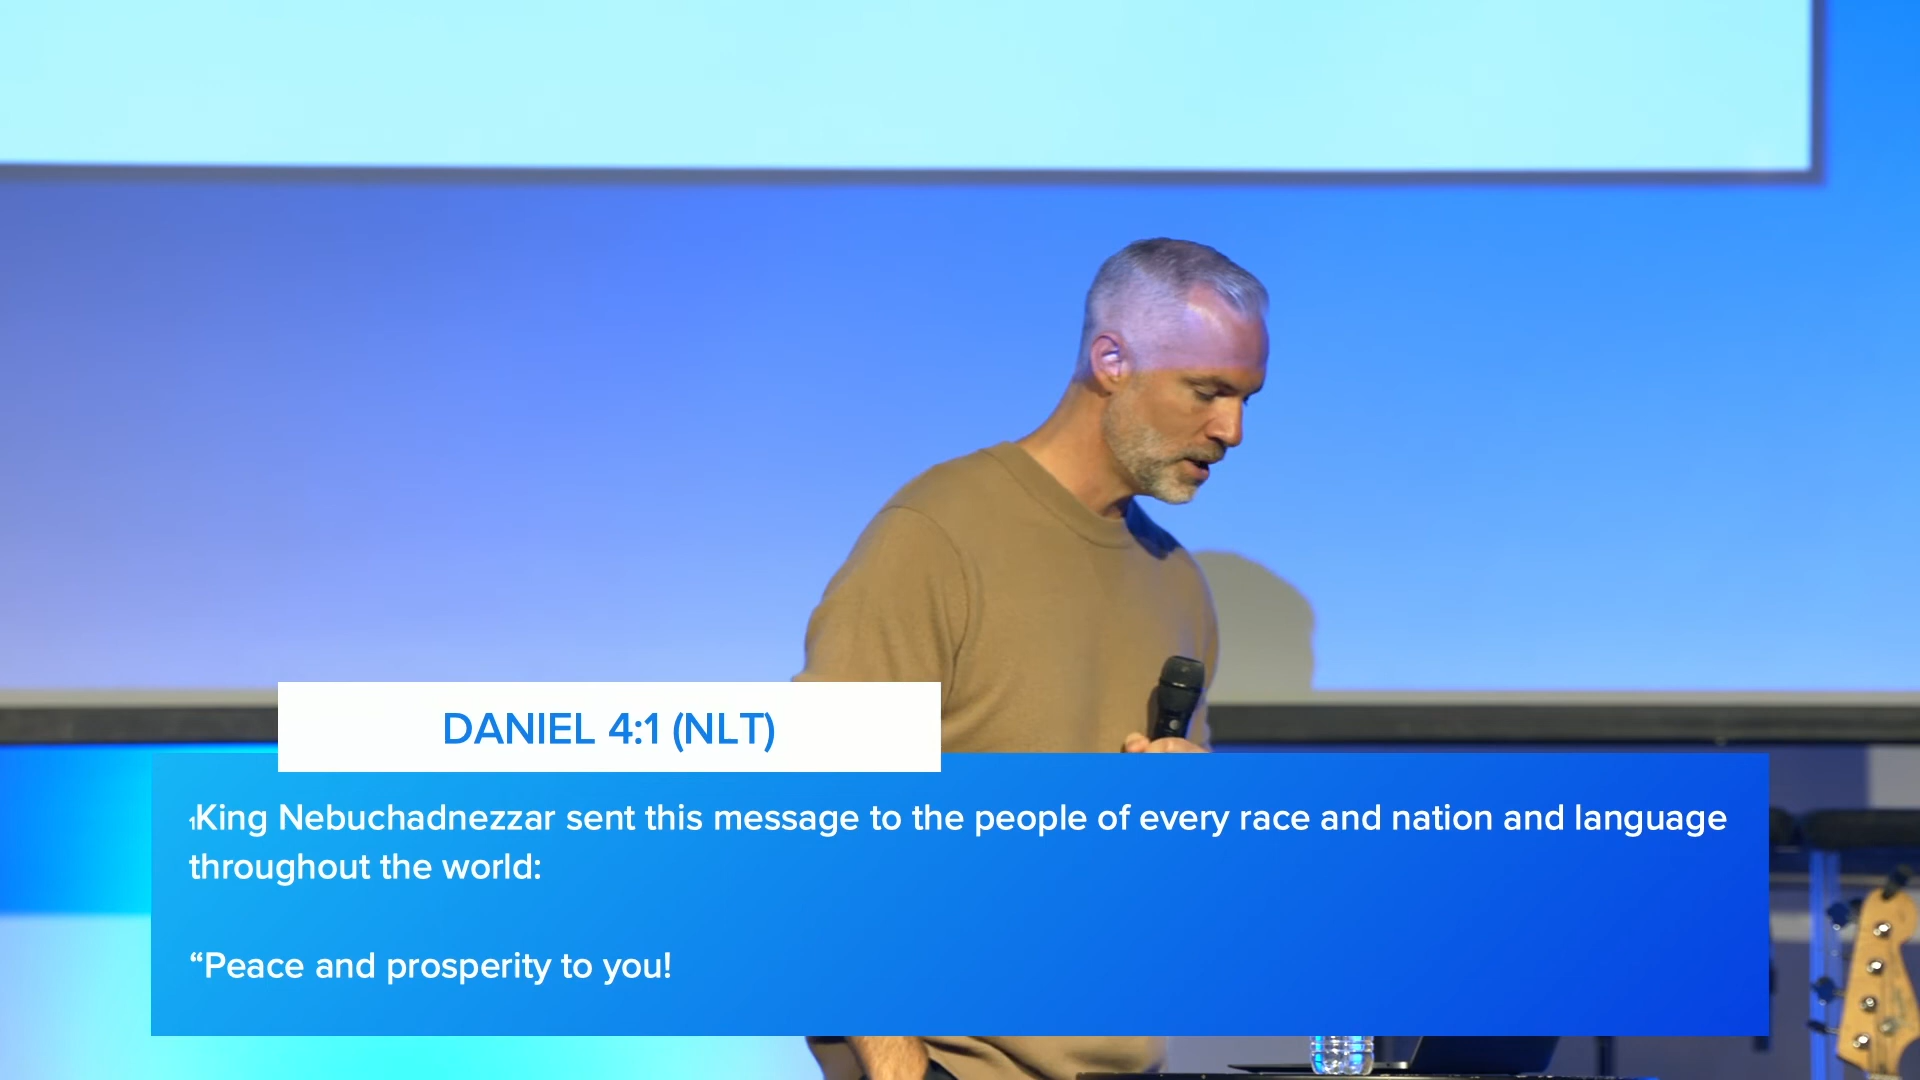 DANIEL 4:1 (NLT)
1King Nebuchadnezzar sent this message to the people of every race and nation and language
throughout the world:
“Peace and prosperity to you!